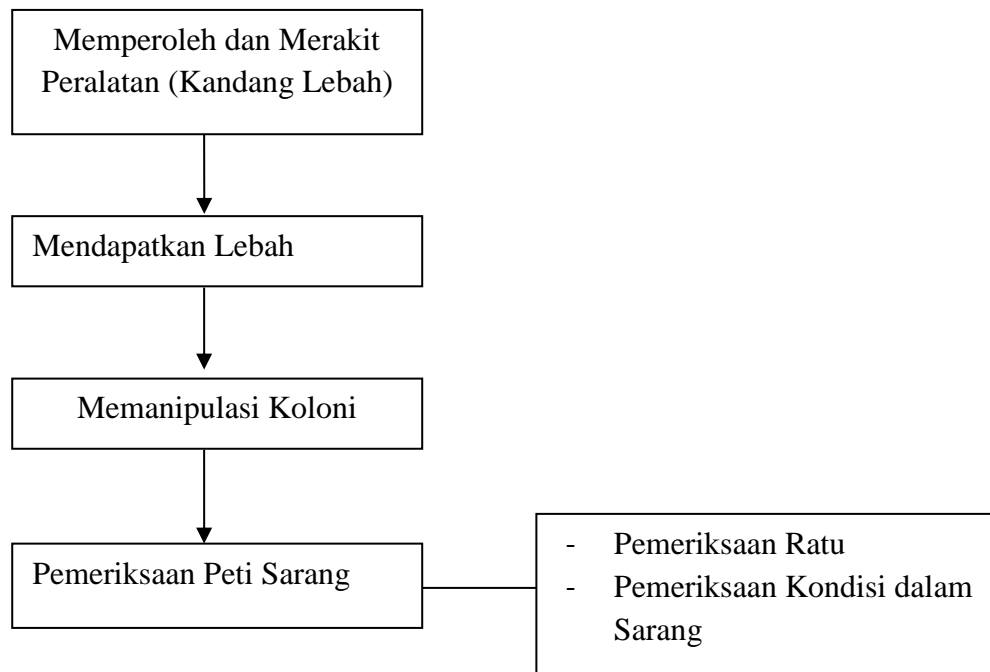 Memperoleh dan Merakit
Peralatan (Kandang Lebah)
Mendapatkan Lebah
Memanipulasi Koloni
Pemeriksaan Peti Sarang
- Pemeriksaan Ratu
- Pemeriksaan Kondisi dalam
Sarang